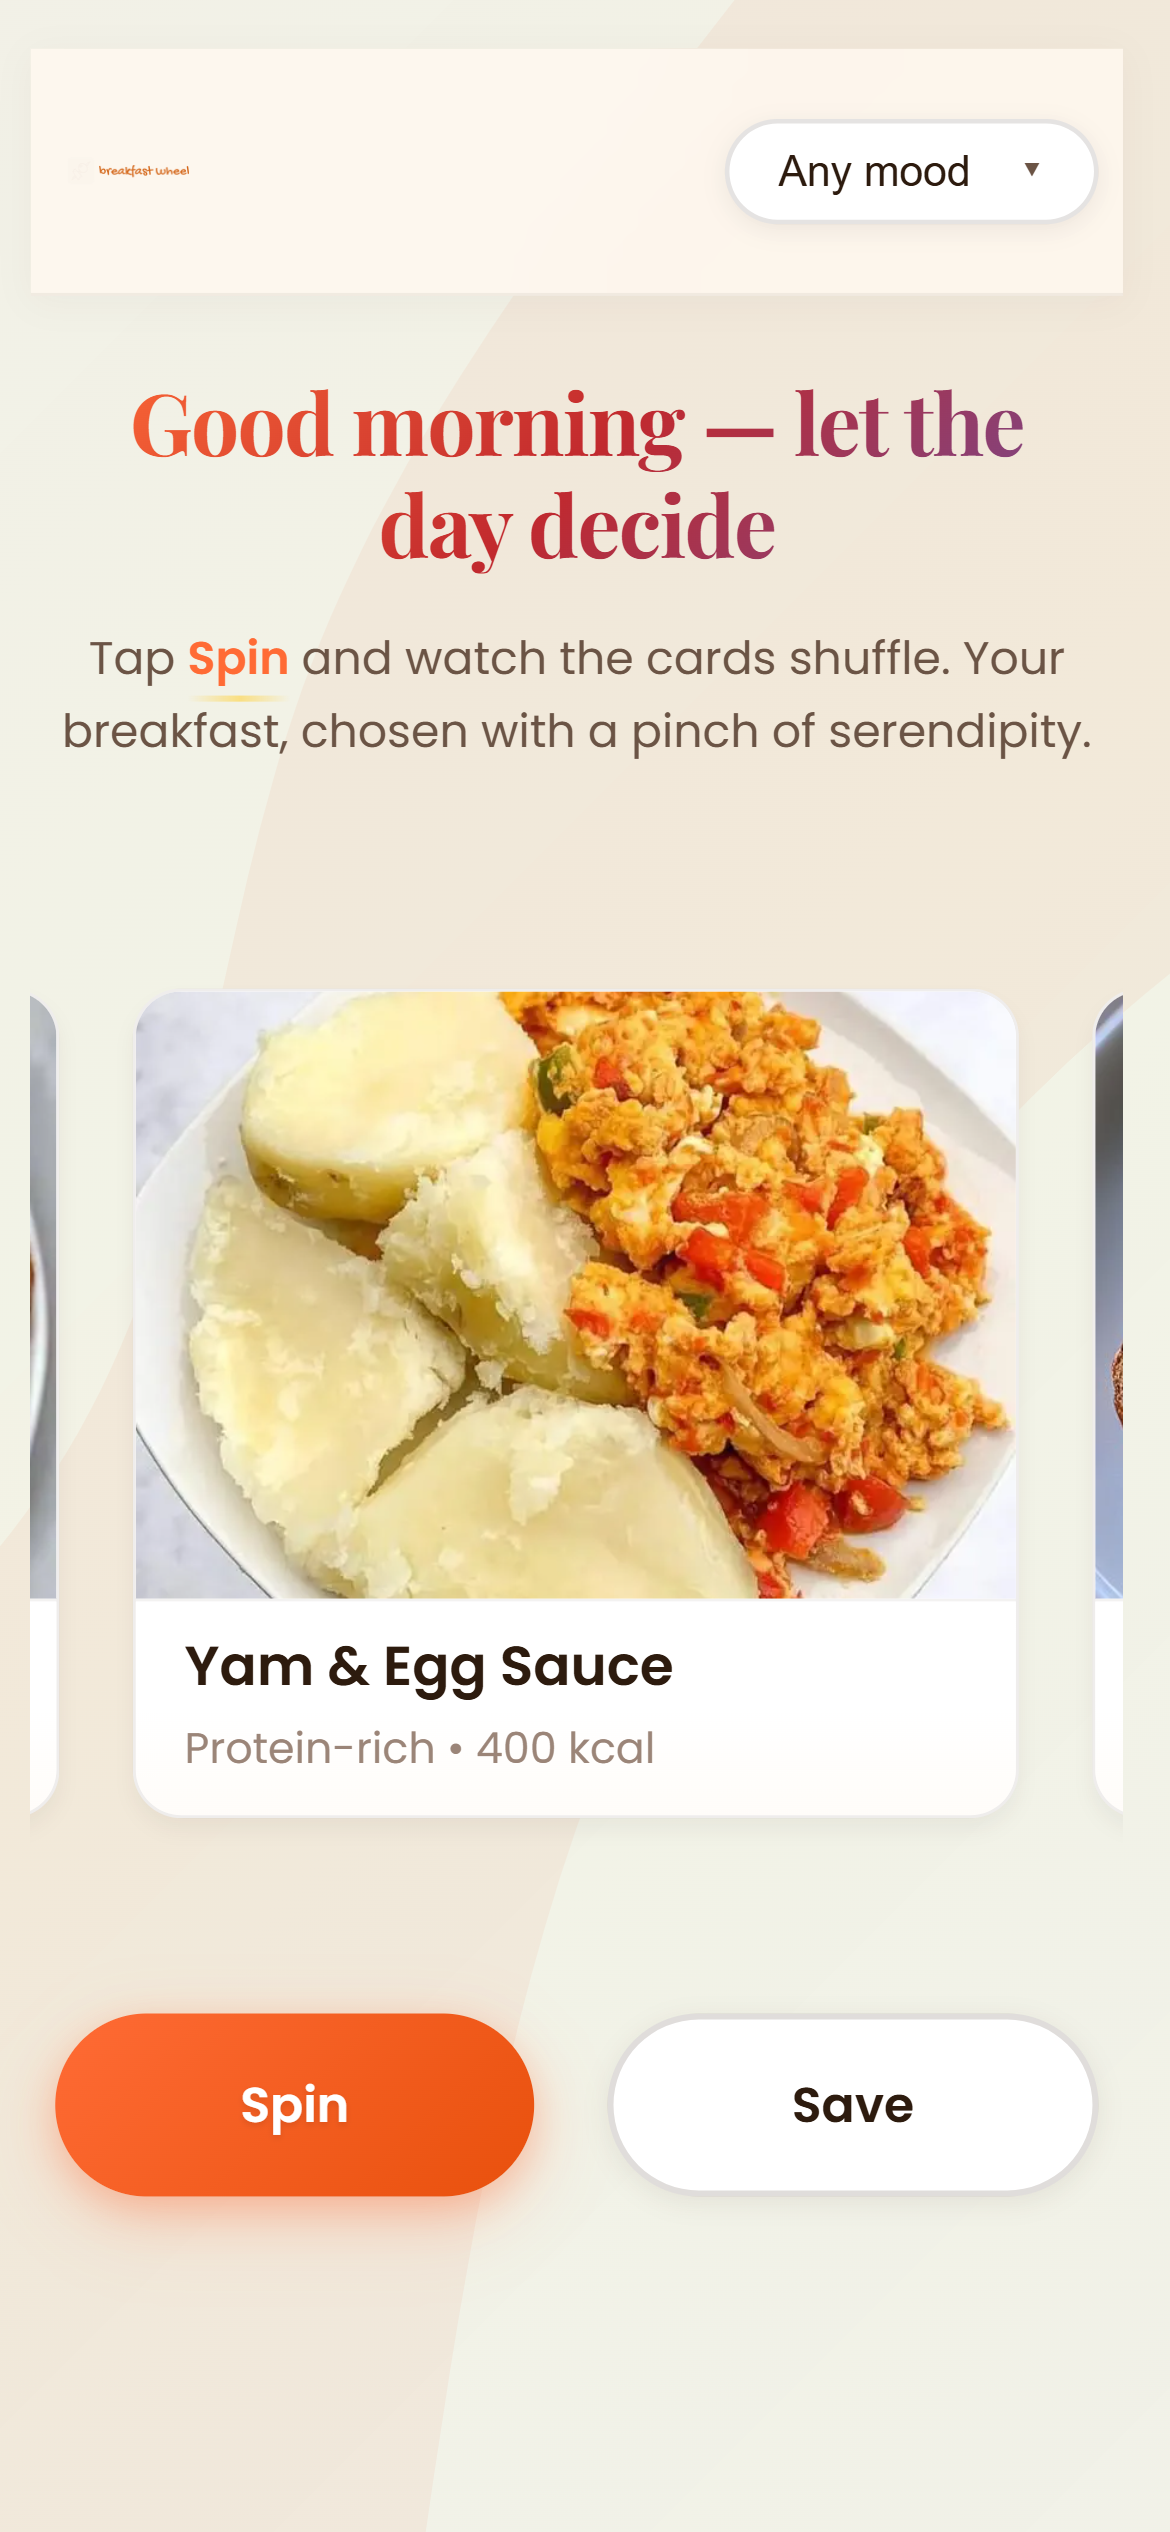 breakfast wheel
Any mood
Good morning — let the
day decide
Tap Spin and watch the cards shuffle. Your
breakfast, chosen with a pinch of serendipity.
Yam & Egg Sauce
Protein-rich • 400 kcal
Spin
Save